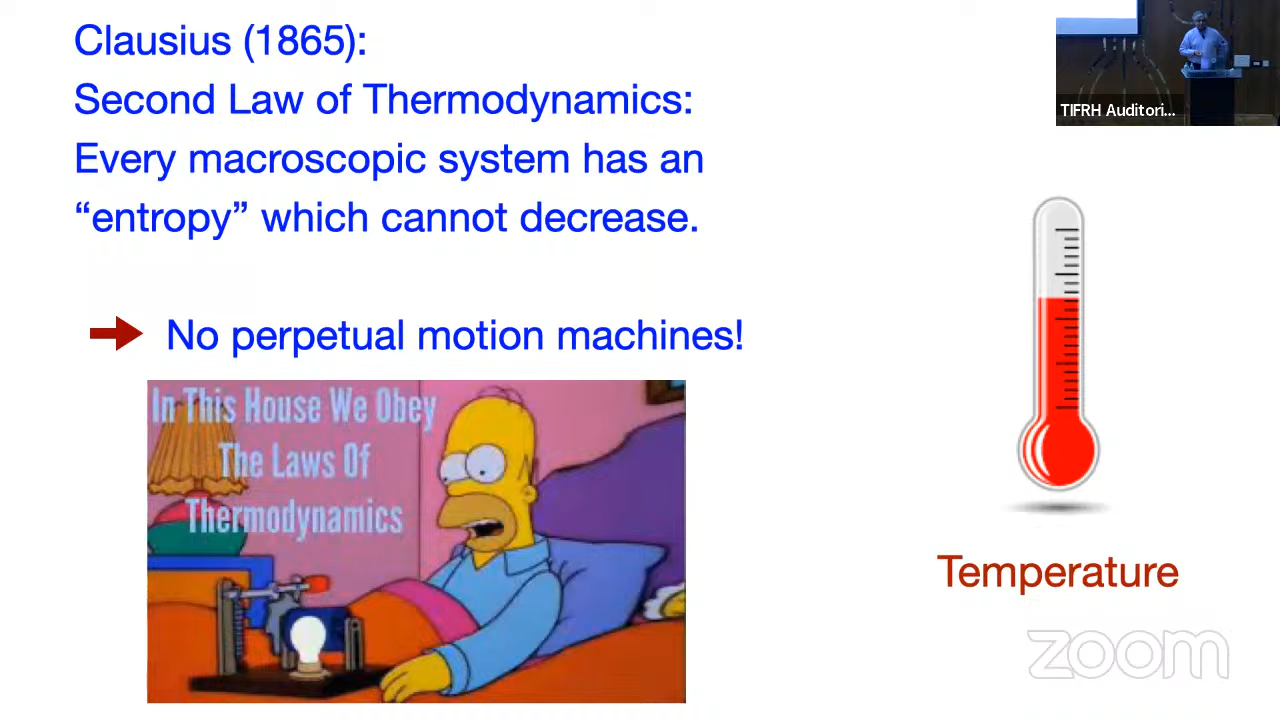 Clausius (1865):
Second Law of Thermodynamics:
Every macroscopic system has an
“entropy” which cannot decrease.
No perpetual motion machines!
In This House We Obey
The Laws Of
Thermodynamics
TIFRH Auditori...
Temperature
zoom